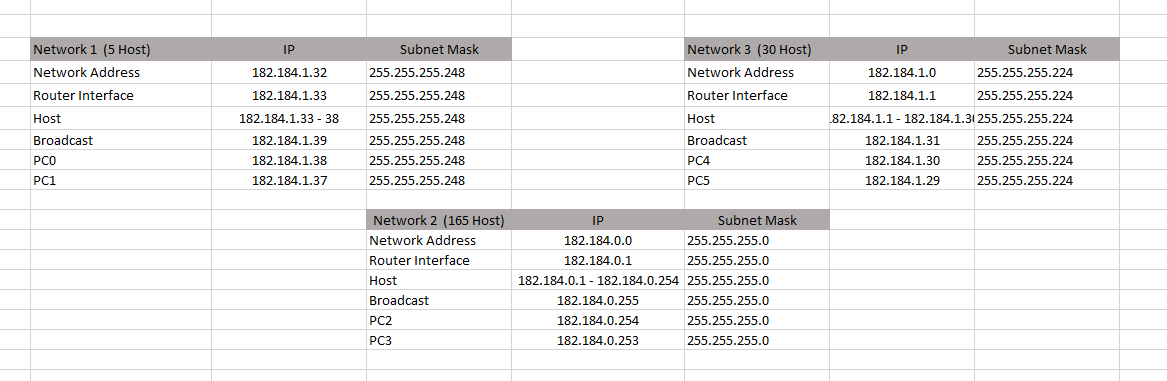 Network 1 (5 Host) IP Subnet Mask
Network Address 182.184.1.32 255.255.255.248
Router Interface 182.184.1.33 255.255.255.248
Host 182.184.1.33 - 38 255.255.255.248
Broadcast 182.184.1.39 255.255.255.248
PC0 182.184.1.38 255.255.255.248
PC1 182.184.1.37 255.255.255.248
Network 3 (30 Host) IP Subnet Mask
Network Address 182.184.1.0 255.255.255.224
Router Interface 182.184.1.1 255.255.255.224
Host .82.184.1.1 - 182.184.1.3 255.255.255.224
Broadcast 182.184.1.31 255.255.255.224
PC4 182.184.1.30 255.255.255.224
PC5 182.184.1.29 255.255.255.224
Network 2 (165 Host) IP Subnet Mask
Network Address 182.184.0.0 255.255.255.0
Router Interface 182.184.0.1 255.255.255.0
Host 182.184.0.1 - 182.184.0.254 255.255.255.0
Broadcast 182.184.0.255 255.255.255.0
PC2 182.184.0.254 255.255.255.0
PC3 182.184.0.253 255.255.255.0